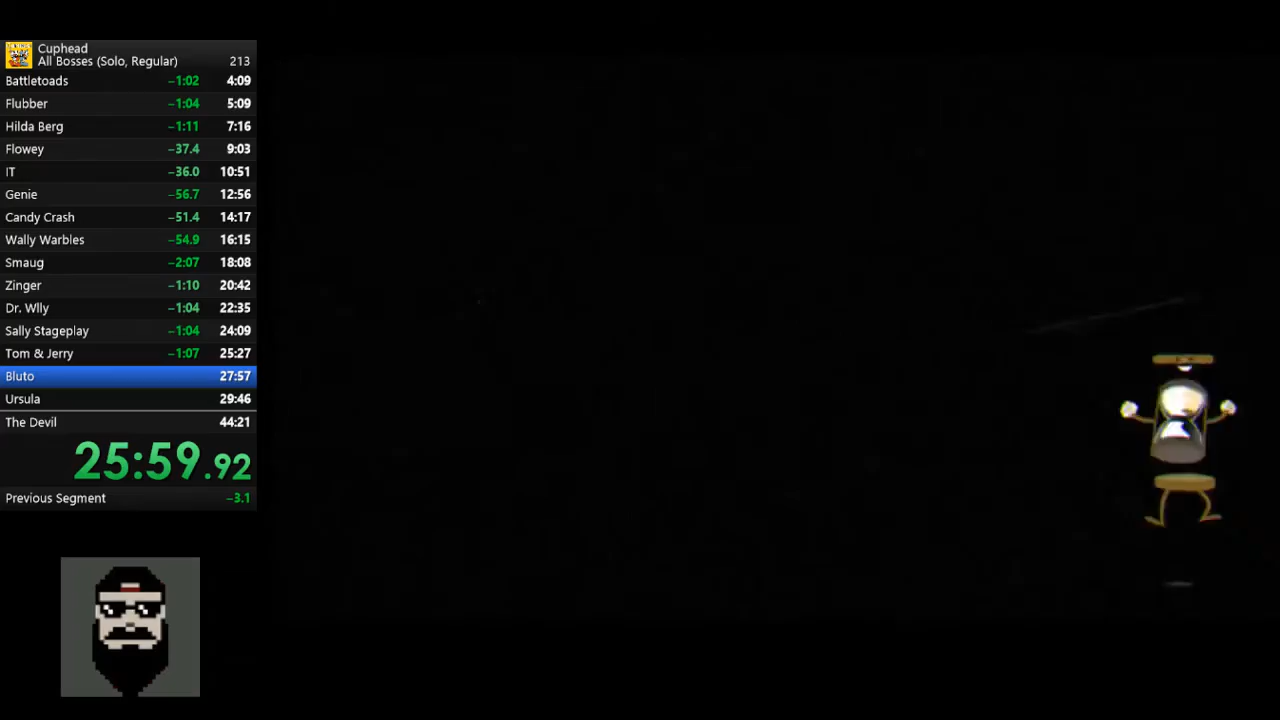 Cuphead
All Bosses (Solo, Regular) 213
Battletoads -1:02 4:09
Flubber -1:04 5:09
Hilda Berg -1:11 7:16
Flowey -37.4 9:03
IT -36.0 10:51
Genie -56.7 12:56
Candy Crash -51.4 14:17
Wally Warbles -54.9 16:15
Smaug -2:07 18:08
Zinger -1:10 20:42
Dr. Wlly -1:04 22:35
Sally Stageplay -1:04 24:09
Tom & Jerry -1:07 25:27
Bluto 27:57
Ursula 29:46
The Devil 44:21
25:59.92
Previous Segment -3.1